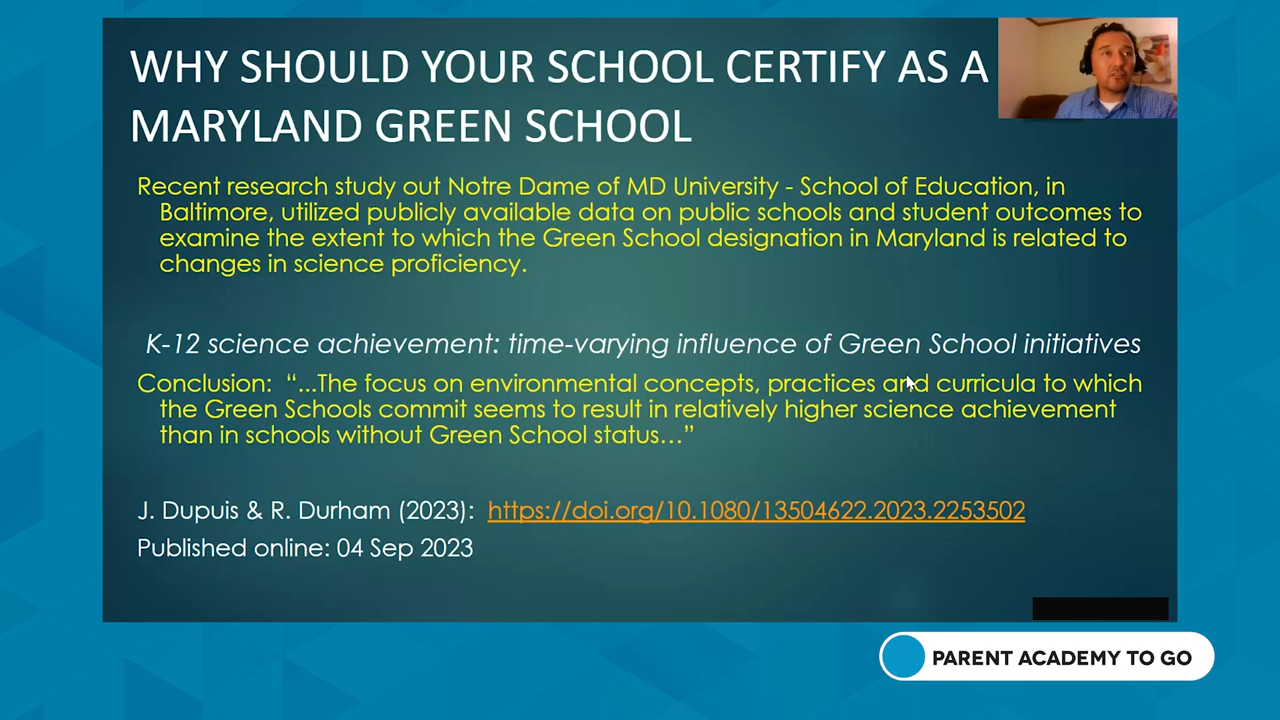 WHY SHOULD YOUR SCHOOL CERTIFY AS A
MARYLAND GREEN SCHOOL
Recent research study out Notre Dame of MD University - School of Education, in
Baltimore, utilized publicly available data on public schools and student outcomes to
examine the extent to which the Green School designation in Maryland is related to
changes in science proficiency.
K-12 science achievement: time-varying influence of Green School initiatives
Conclusion: “...The focus on environmental concepts, practices and curricula to which
the Green Schools commit seems to result in relatively higher science achievement
than in schools without Green School status…”
J. Dupuis & R. Durham (2023): https://doi.org/10.1080/13504622.2023.2253502
Published online: 04 Sep 2023
PARENT ACADEMY TO GO